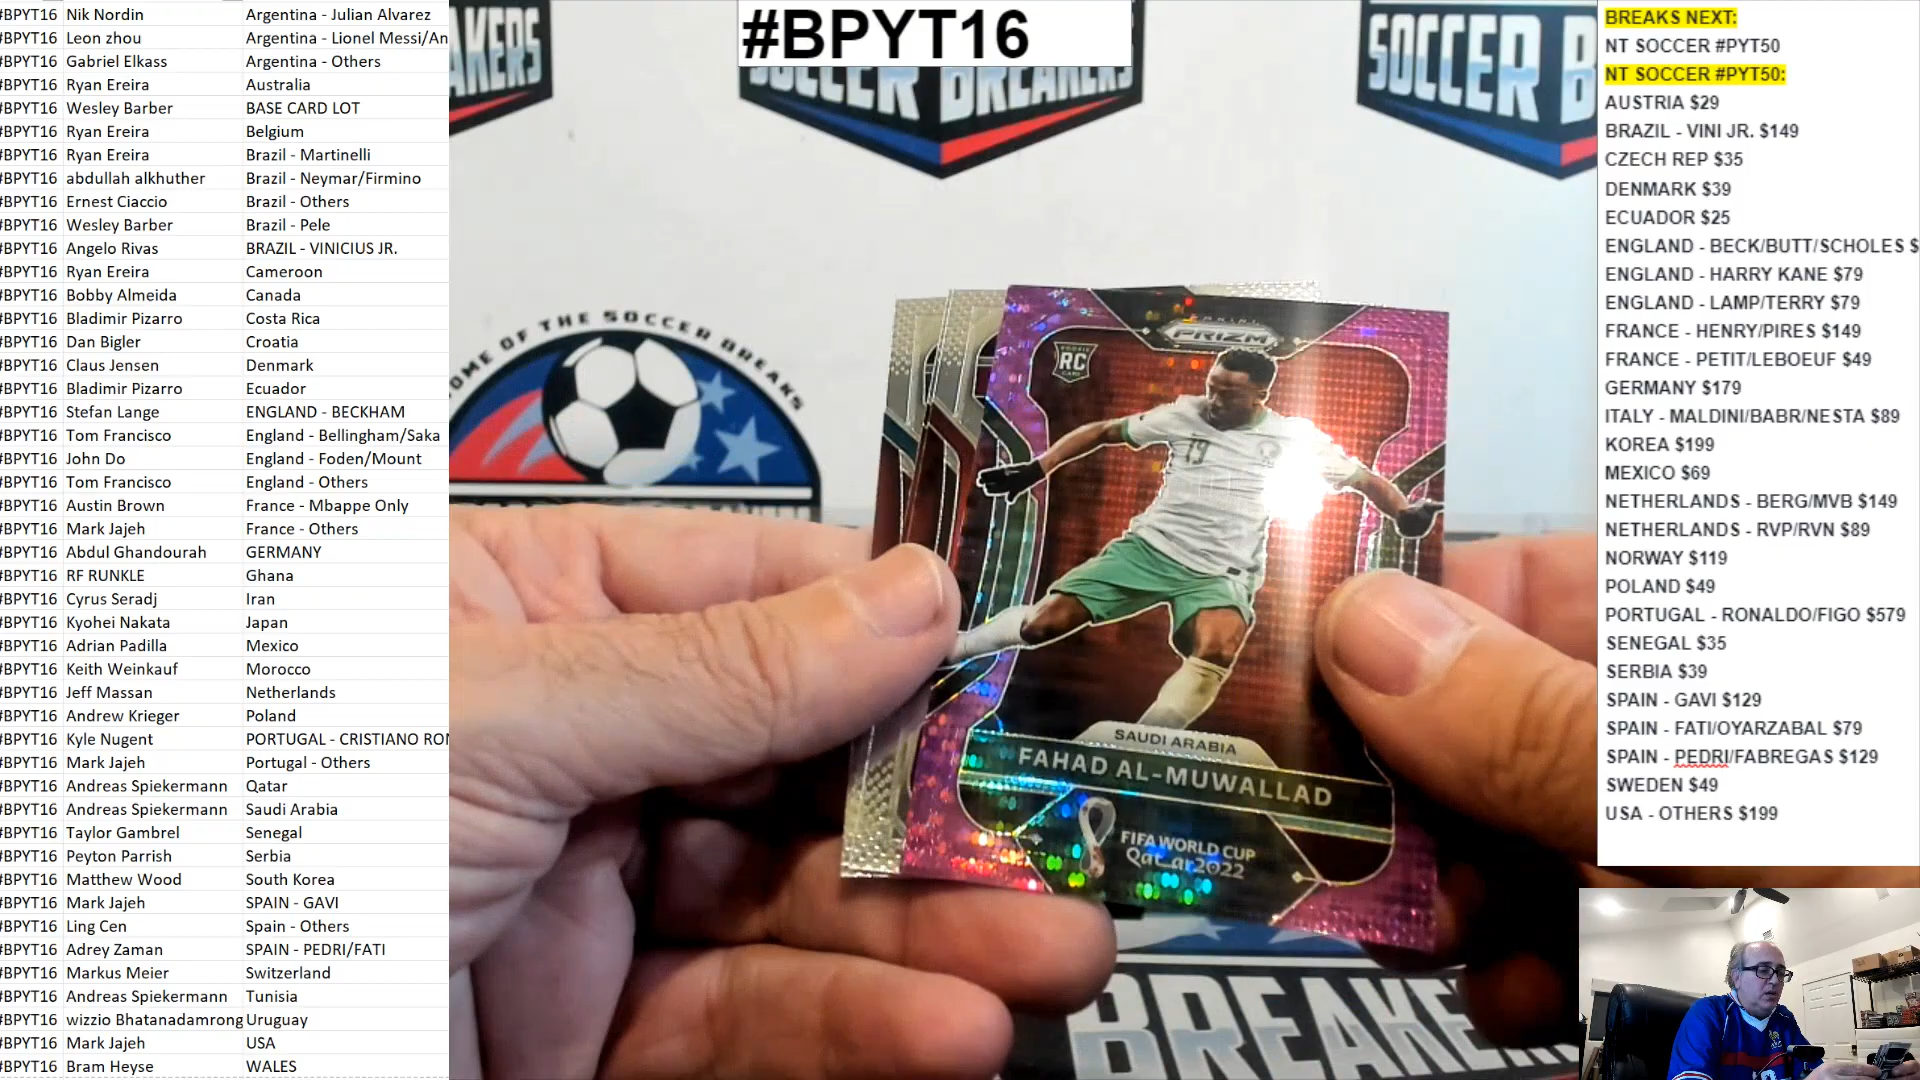 #BPYT16 Nik Nordin Argentina - Julian Alvarez
#BPYT16 Leon zhou Argentina - Lionel Messi/An
#BPYT16 Gabriel Elkass Argentina - Others
#BPYT16 Ryan Ereira Australia
#BPYT16 Wesley Barber BASE CARD LOT
#BPYT16 Ryan Ereira Belgium
#BPYT16 Ryan Ereira Brazil - Martinelli
#BPYT16 abdullah alkhuther Brazil - Neymar/Firmino
#BPYT16 Ernest Ciaccio Brazil - Others
#BPYT16 Wesley Barber Brazil - Pele
#BPYT16 Angelo Rivas BRAZIL - VINICIUS JR.
#BPYT16 Ryan Ereira Cameroon
#BPYT16 Bobby Almeida Canada
#BPYT16 Bladimir Pizarro Costa Rica
#BPYT16 Dan Bigler Croatia
#BPYT16 Claus Jensen Denmark
#BPYT16 Bladimir Pizarro Ecuador
#BPYT16 Stefan Lange ENGLAND - BECKHAM
#BPYT16 Tom Francisco England - Bellingham/Saka
#BPYT16 John Do England - Foden/Mount
#BPYT16 Tom Francisco England - Others
#BPYT16 Austin Brown France - Mbappe Only
#BPYT16 Mark Jajeh France - Others
#BPYT16 Abdul Ghandourah GERMANY
#BPYT16 RF RUNKLE Ghana
#BPYT16 Cyrus Seradj Iran
#BPYT16 Kyohei Nakata Japan
#BPYT16 Adrian Padilla Mexico
#BPYT16 Keith Weinkauf Morocco
#BPYT16 Jeff Massan Netherlands
#BPYT16 Andrew Krieger Poland
#BPYT16 Kyle Nugent PORTUGAL - CRISTIANO RON
#BPYT16 Mark Jajeh Portugal - Others
#BPYT16 Andreas Spiekermann Qatar
#BPYT16 Andreas Spiekermann Saudi Arabia
#BPYT16 Taylor Gambrel Senegal
#BPYT16 Peyton Parrish Serbia
#BPYT16 Matthew Wood South Korea
#BPYT16 Mark Jajeh SPAIN - GAVI
#BPYT16 Ling Cen Spain - Others
#BPYT16 Adrey Zaman SPAIN - PEDRI/FATI
#BPYT16 Markus Meier Switzerland
#BPYT16 Andreas Spiekermann Tunisia
#BPYT16 wizzio Bhatanadamrong Uruguay
#BPYT16 Mark Jajeh USA
#BPYT16 Bram Heyse WALES
#BPYT16
EAKERS
SOCCER BREAKERS
SOCCER B
HOME OF THE SOCCER BREAKS
PANINI
PRIZM
ROOKIE
RC
CARD
19
SAUDI ARABIA
FAHAD AL-MUWALLAD
FIFA WORLD CUP
Qatar2022
BREAKE
BREAKS NEXT:
NT SOCCER #PYT50
NT SOCCER #PYT50:
AUSTRIA $29
BRAZIL - VINI JR. $149
CZECH REP $35
DENMARK $39
ECUADOR $25
ENGLAND - BECK/BUTT/SCHOLES $
ENGLAND - HARRY KANE $79
ENGLAND - LAMP/TERRY $79
FRANCE - HENRY/PIRES $149
FRANCE - PETIT/LEBOEUF $49
GERMANY $179
ITALY - MALDINI/BABR/NESTA $89
KOREA $199
MEXICO $69
NETHERLANDS - BERG/MVB $149
NETHERLANDS - RVP/RVN $89
NORWAY $119
POLAND $49
PORTUGAL - RONALDO/FIGO $579
SENEGAL $35
SERBIA $39
SPAIN - GAVI $129
SPAIN - FATI/OYARZABAL $79
SPAIN - PEDRI/FABREGAS $129
SWEDEN $49
USA - OTHERS $199